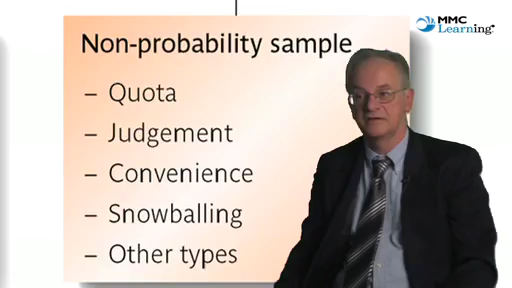 MMC
Learning
Non-probability sample
– Quota
– Judgement
– Convenience
– Snowballing
– Other types